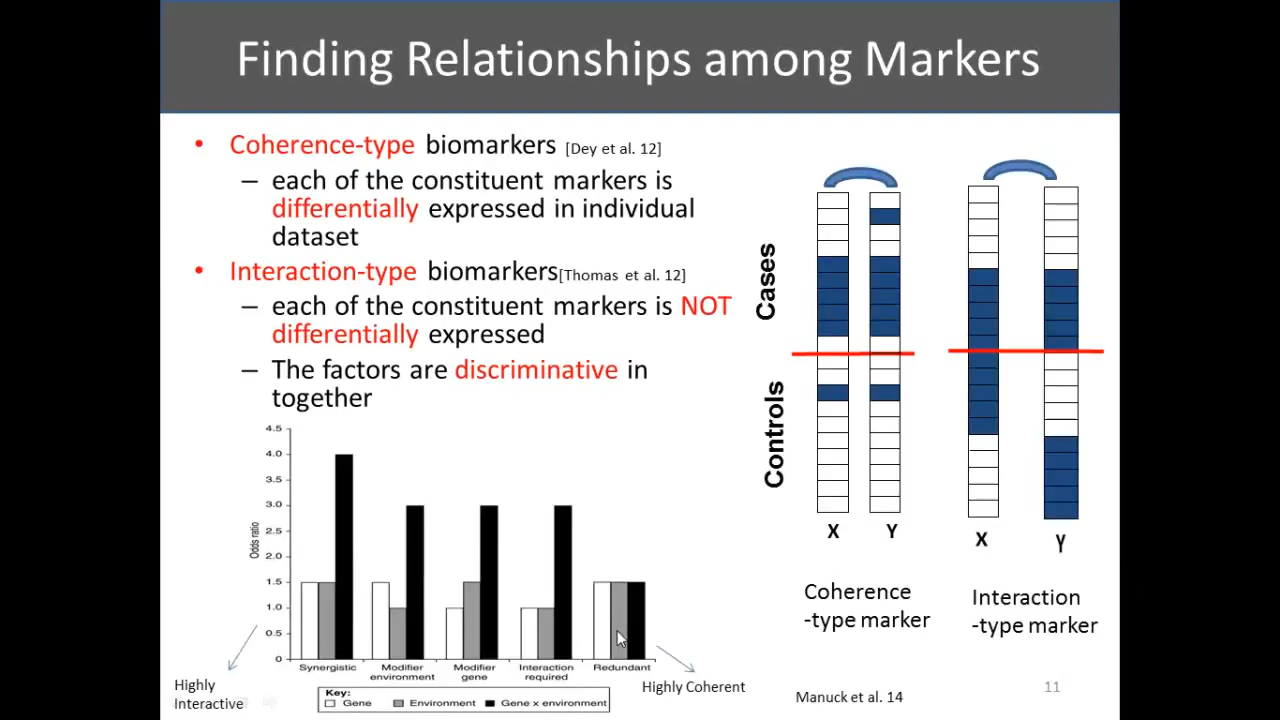 Finding Relationships among Markers
• Coherence-type biomarkers [Dey et al. 12]
– each of the constituent markers is
differentially expressed in individual
dataset
• Interaction-type biomarkers[Thomas et al. 12]
– each of the constituent markers is NOT
differentially expressed
– The factors are discriminative in
together
Cases
Controls
X Y
X Y
Coherence
-type marker
Interaction
-type marker
4.5
4.0
3.5
3.0
2.5
2.0
1.5
1.0
0.5
0
Odds ratio
Synergistic
Modifier
environment
Modifier
gene
Interaction
required
Redundant
Key:
Gene Environment Gene x environment
Highly
Interactive
Highly Coherent
Manuck et al. 14
11